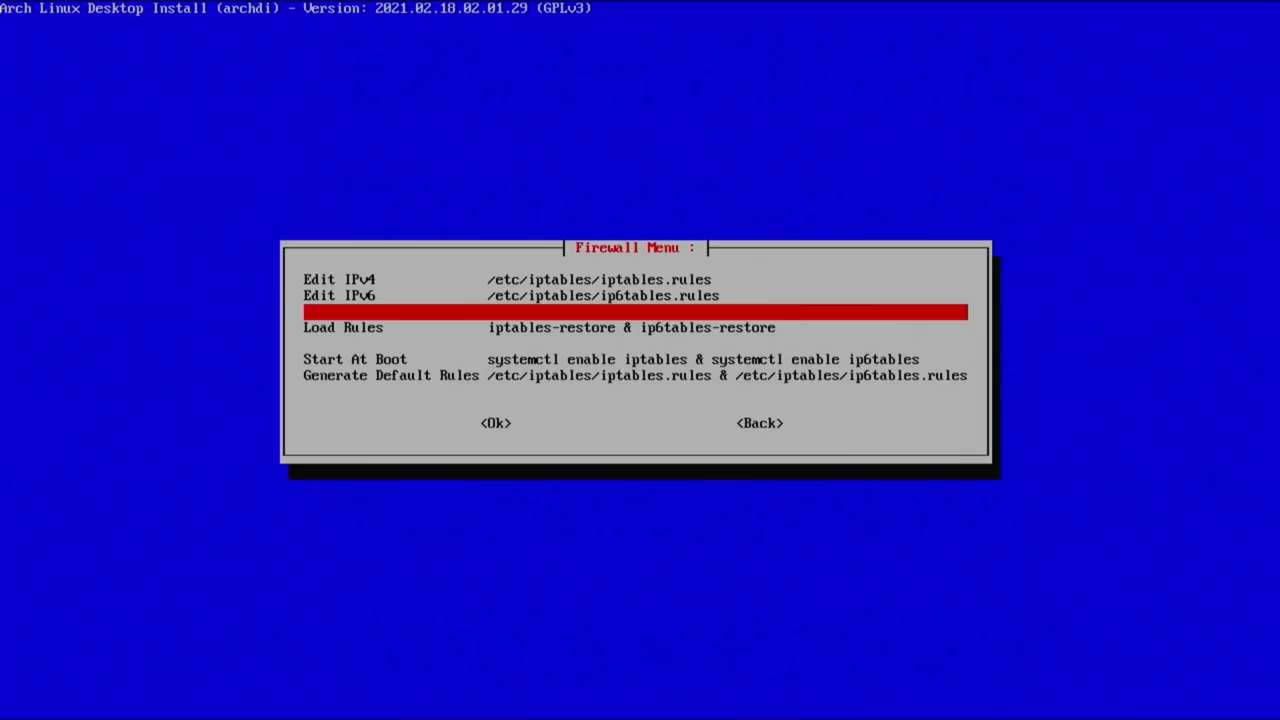 Arch Linux Desktop Install (archdi) - Version: 2021.02.18.02.01.29 (GPLv3)
Firewall Menu :
Edit IPv4 /etc/iptables/iptables.rules
Edit IPv6 /etc/iptables/ip6tables.rules
Load Rules iptables-restore & ip6tables-restore
Start At Boot systemctl enable iptables & systemctl enable ip6tables
Generate Default Rules /etc/iptables/iptables.rules & /etc/iptables/ip6tables.rules
<Ok> <Back>